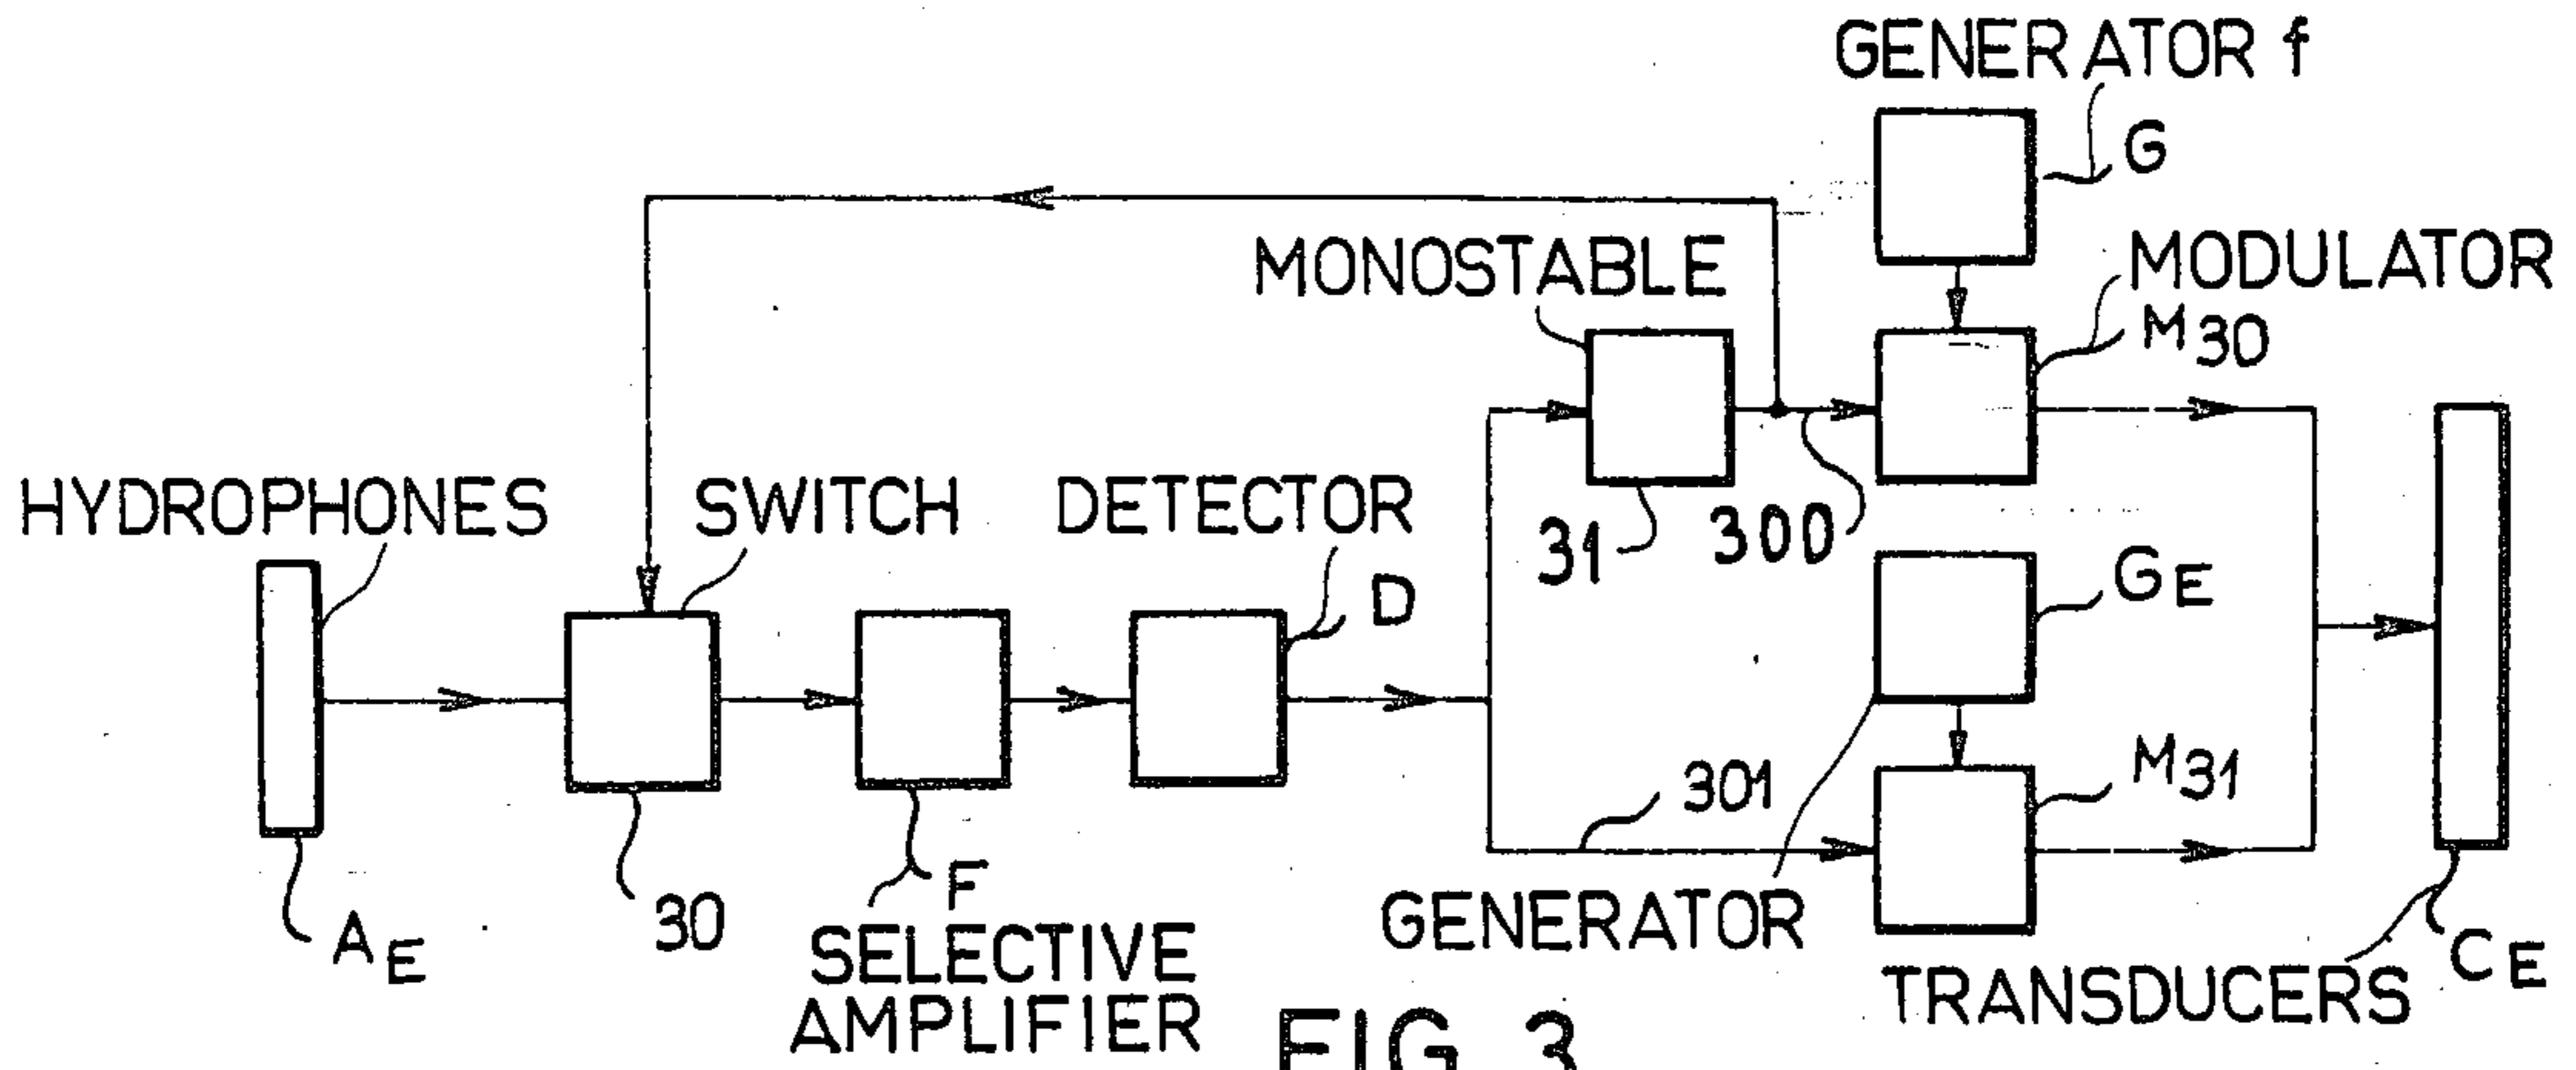 GENERATOR f
G
MONOSTABLE
MODULATOR
M30
HYDROPHONES
SWITCH
DETECTOR
31
300
D
GE
M31
301
AE
30
F
SELECTIVE
AMPLIFIER
GENERATOR
TRANSDUCERS
CE
FIG. 3